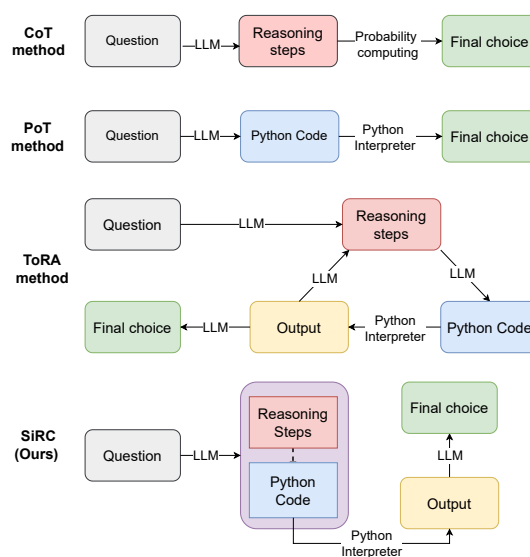 CoT
method
Question
LLM
Reasoning
steps
Probability
computing
Final choice
PoT
method
Question
LLM
Python Code
Python
Interpreter
Final choice
ToRA
method
Question
LLM
Reasoning
steps
LLM
LLM
Final choice
LLM
Output
Python
Interpreter
Python Code
SiRC
(Ours)
Question
LLM
Reasoning
Steps
Python
Code
Python
Interpreter
Final choice
LLM
Output